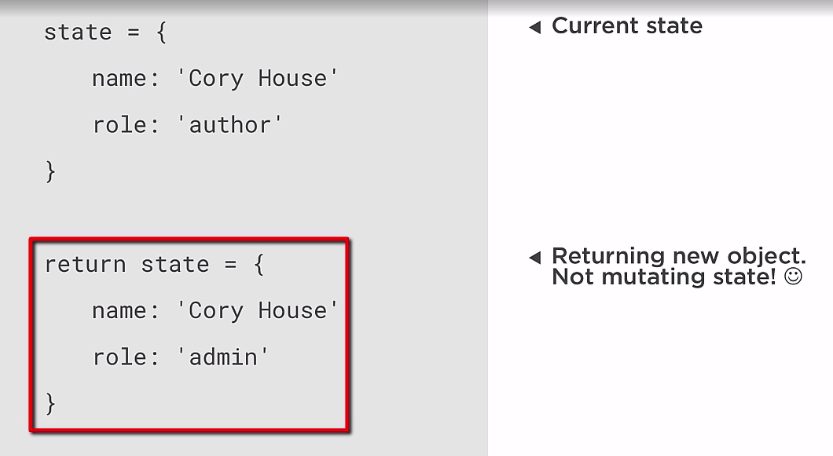 state = {
name: 'Cory House'
role: 'author'
}
◄ Current state
return state = {
name: 'Cory House'
role: 'admin'
}
◄ Returning new object.
Not mutating state! ☺